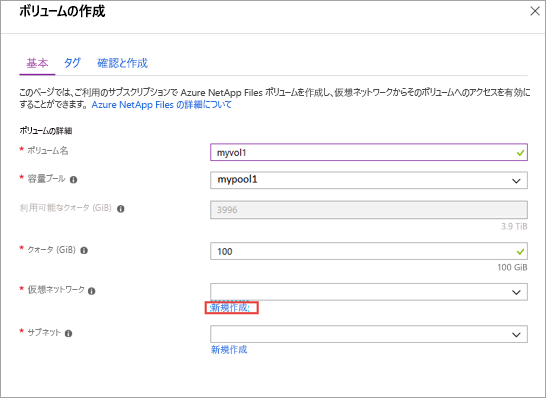 ボリュームの作成
基本 タグ 確認と作成
このページでは、ご利用のサブスクリプションで Azure NetApp Files ボリュームを作成し、仮想ネットワークからそのボリュームへのアクセスを有効に
することができます。 Azure NetApp Files の詳細について
ボリュームの詳細
* ボリューム名
myvol1
* 容量プール
mypool1
利用可能なクォータ (GiB)
3996
3.9 TiB
* クォータ (GiB)
100
100 GiB
* 仮想ネットワーク
新規作成
* サブネット
新規作成